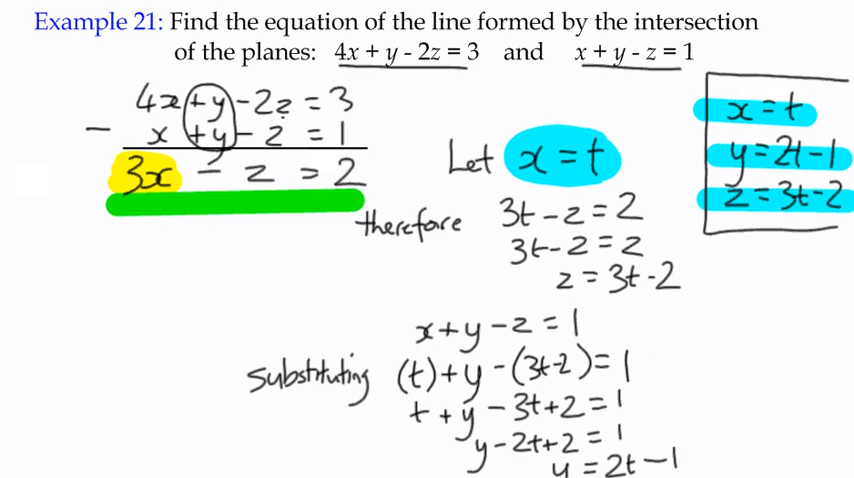 Example 21: Find the equation of the line formed by the intersection
of the planes: 4x + y - 2z = 3 and x + y - z = 1
4x + y - 2z = 3
- x + y - z = 1
3x - z = 2
Let x = t
therefore 3t - z = 2
3t - 2 = z
z = 3t - 2
x + y - z = 1
substituting (t) + y - (3t - 2) = 1
t + y - 3t + 2 = 1
y - 2t + 2 = 1
y = 2t - 1
x = t
y = 2t - 1
z = 3t - 2